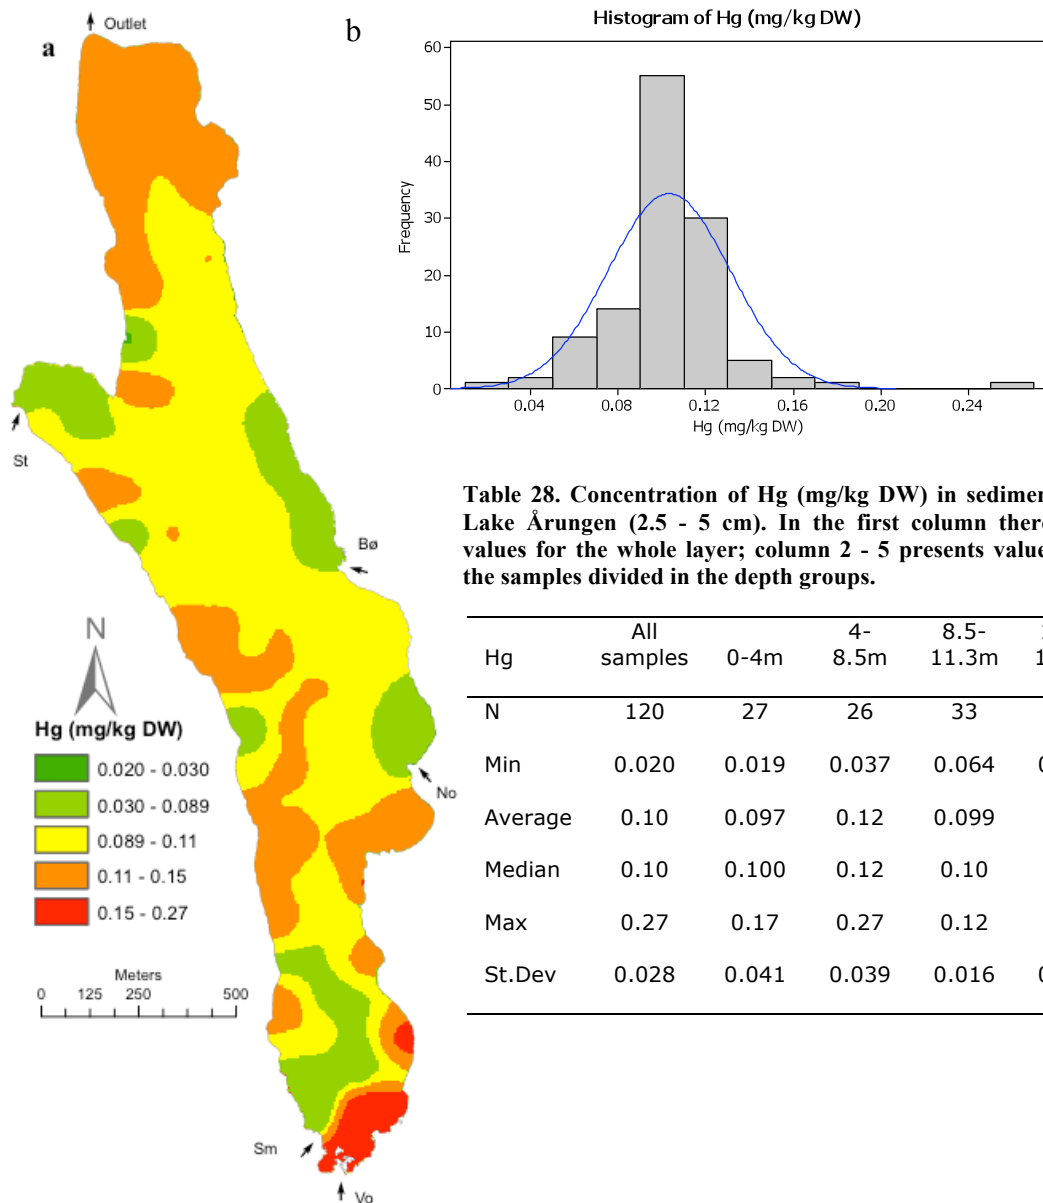 a
Outlet
St
Bø
No
Sm
Vo
N
Hg (mg/kg DW)
0.020 - 0.030
0.030 - 0.089
0.089 - 0.11
0.11 - 0.15
0.15 - 0.27
Meters
0 125 250 500
b
Histogram of Hg (mg/kg DW)
Frequency
60
50
40
30
20
10
0
0.04 0.08 0.12 0.16 0.20 0.24
Hg (mg/kg DW)
Table 28. Concentration of Hg (mg/kg DW) in sedimen
Lake Årungen (2.5 - 5 cm). In the first column there
values for the whole layer; column 2 - 5 presents value
the samples divided in the depth groups.
Hg All samples 0-4m 4-8.5m 8.5-11.3m
N 120 27 26 33
Min 0.020 0.019 0.037 0.064
Average 0.10 0.097 0.12 0.099
Median 0.10 0.100 0.12 0.10
Max 0.27 0.17 0.27 0.12
St.Dev 0.028 0.041 0.039 0.016